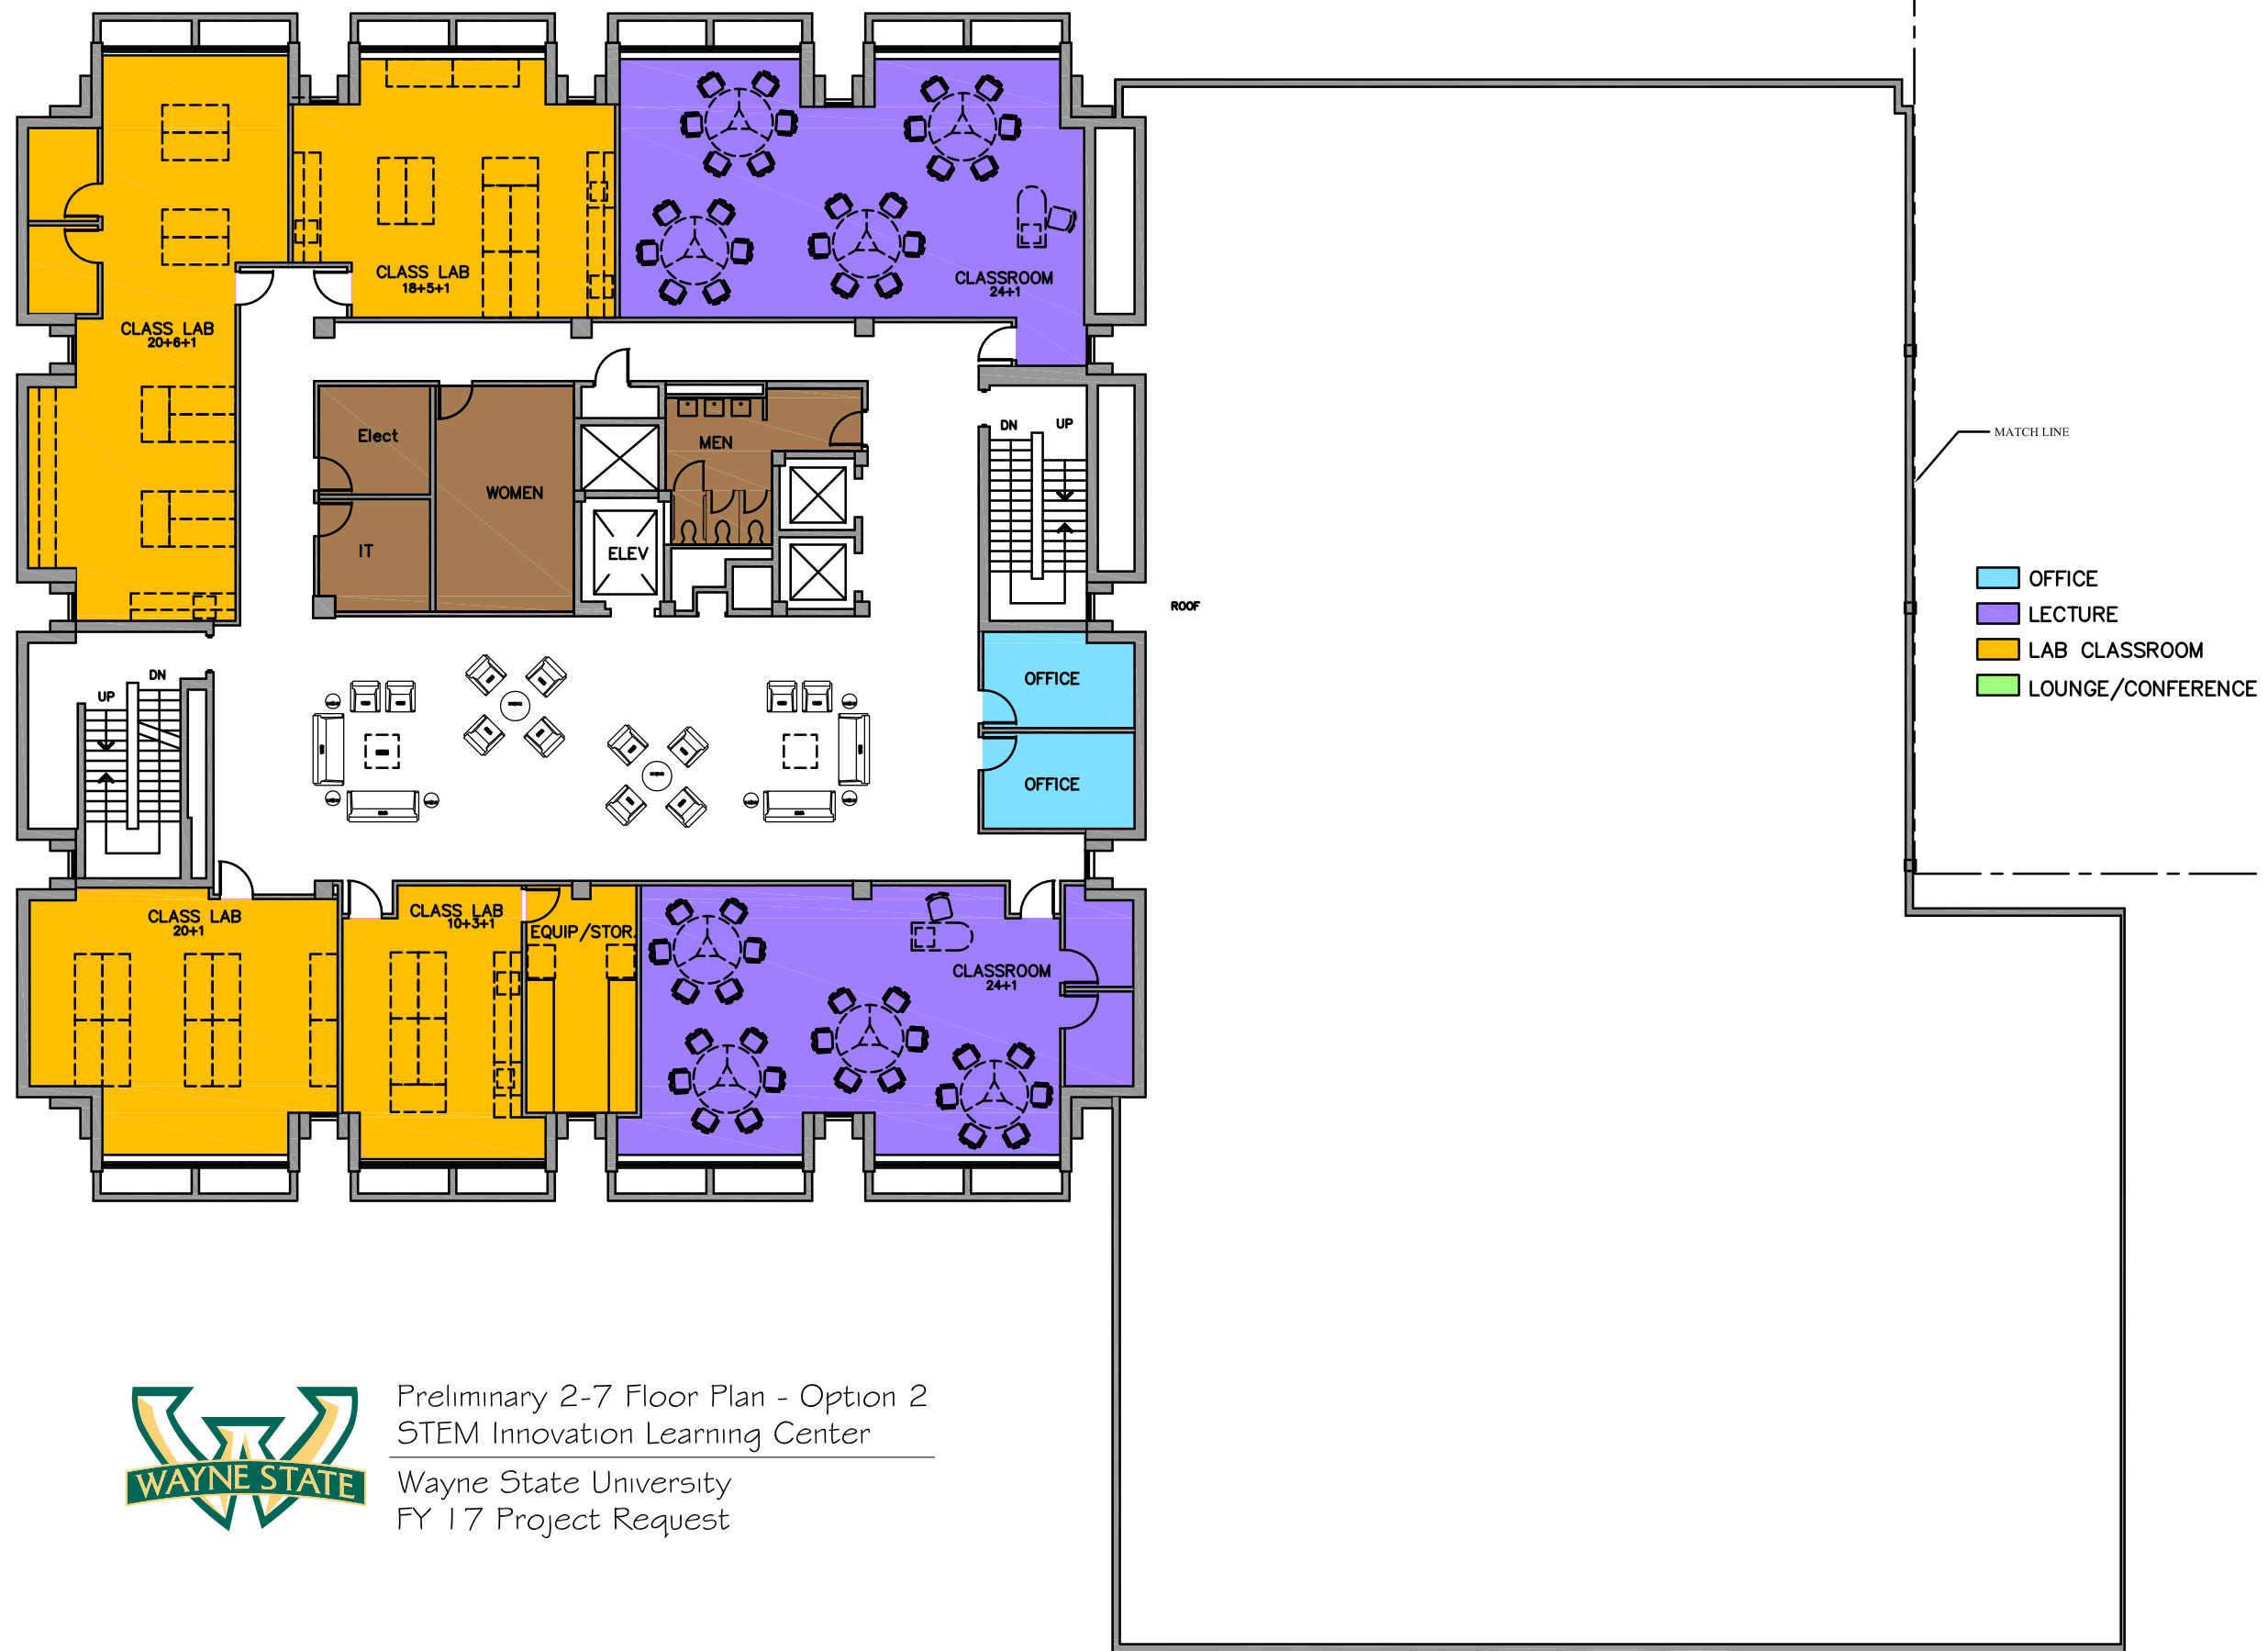 CLASS LAB
18+5+1
CLASSROOM
24+1
CLASS LAB
20+6+1
Elect
WOMEN
MEN
IT
ELEV
DN
UP
MATCH LINE
ROOF
OFFICE
LECTURE
LAB CLASSROOM
LOUNGE/CONFERENCE
OFFICE
OFFICE
UP
DN
CLASS LAB
20+1
CLASS LAB
10+3+1
EQUIP/STOR.
CLASSROOM
24+1
WAYNE STATE
Preliminary 2-7 Floor Plan - Option 2
STEM Innovation Learning Center
Wayne State University
FY 17 Project Request